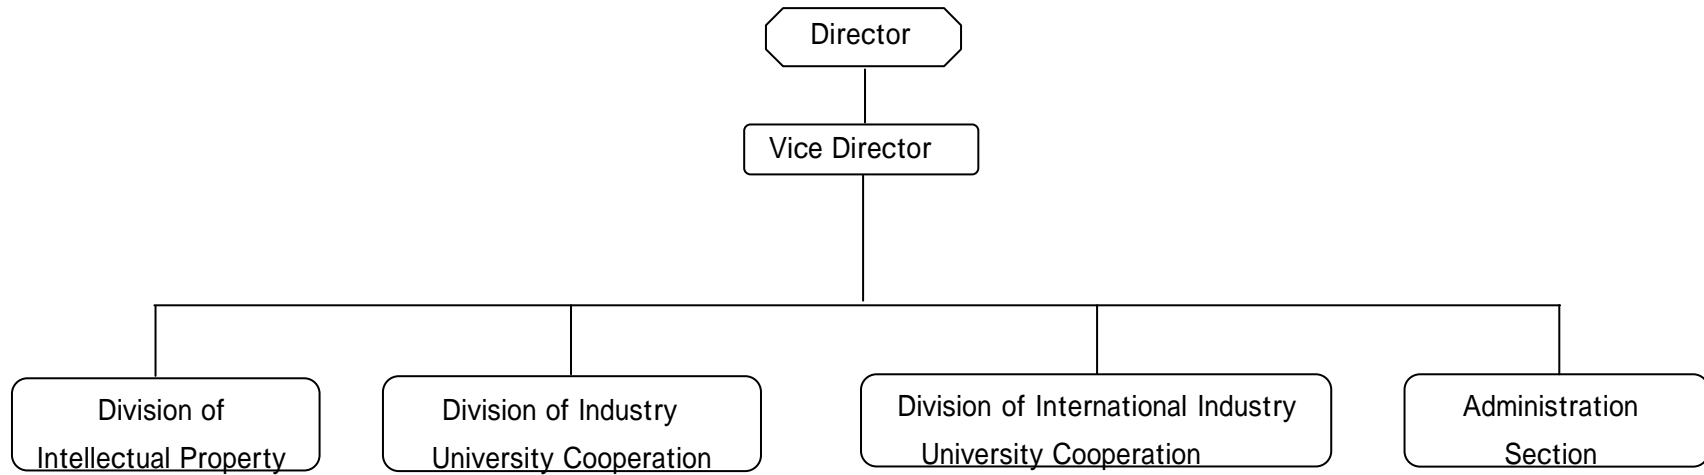 Director
Vice Director
Division of
Intellectual Property
Division of Industry
University Cooperation
Division of International Industry
University Cooperation
Administration
Section